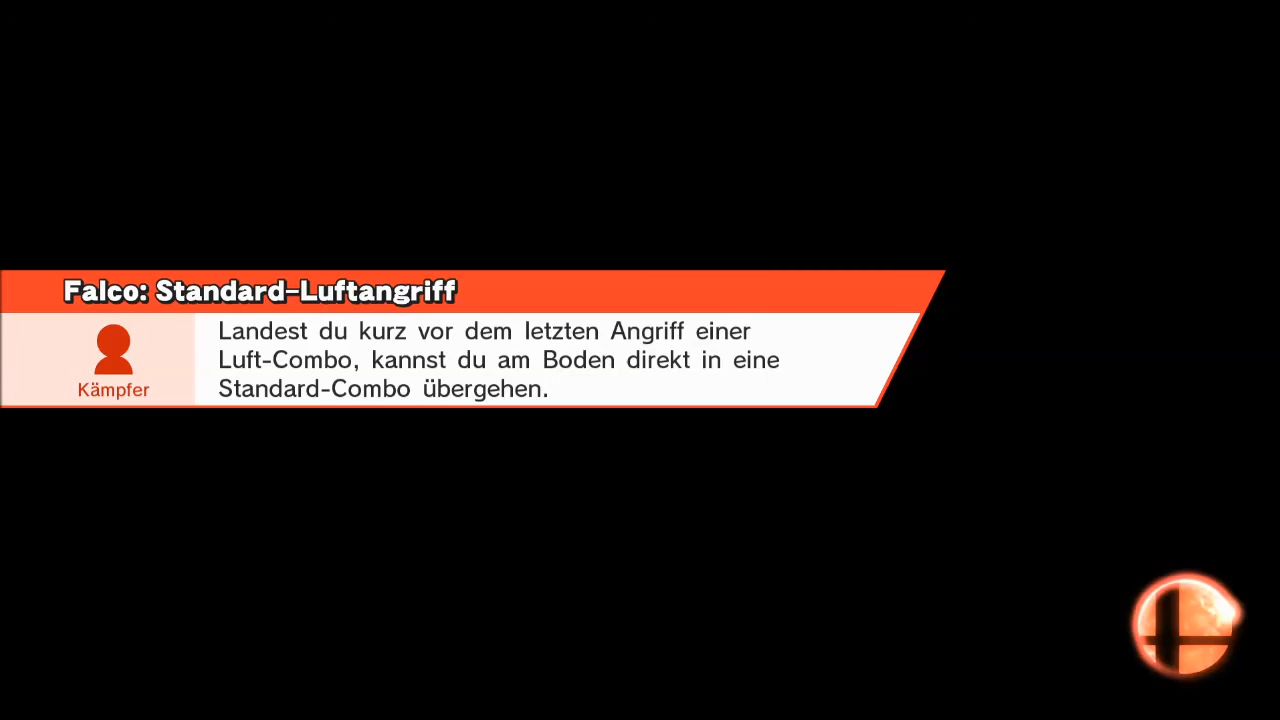 Falco: Standard-Luftangriff
Kämpfer
Landest du kurz vor dem letzten Angriff einer
Luft-Combo, kannst du am Boden direkt in eine
Standard-Combo übergehen.